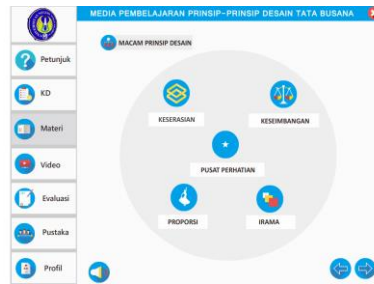 MEDIA PEMBELAJARAN PRINSIP-PRINSIP DESAIN TATA BUSANA
MACAM PRINSIP DESAIN
Petunjuk
KD
Materi
Video
Evaluasi
Pustaka
Profil
KESERASIAN
KESEIMBANGAN
PUSAT PERHATIAN
PROPORSI
IRAMA